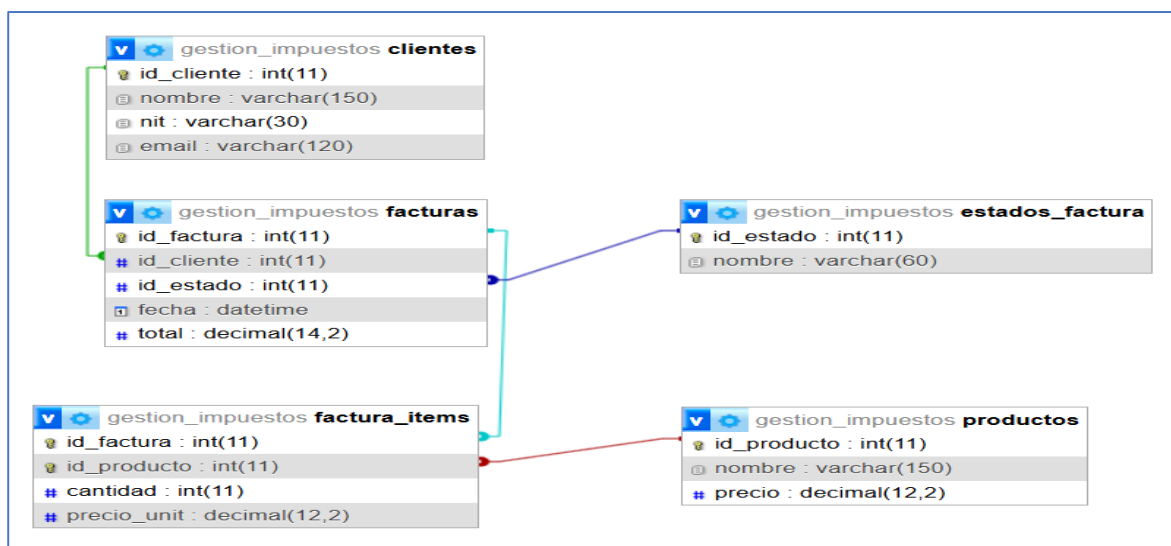 gestion_impuestos clientes
id_cliente : int(11)
nombre : varchar(150)
nit : varchar(30)
email : varchar(120)
gestion_impuestos facturas
id_factura : int(11)
id_cliente : int(11)
id_estado : int(11)
fecha : datetime
total : decimal(14,2)
gestion_impuestos estados_factura
id_estado : int(11)
nombre : varchar(60)
gestion_impuestos factura_items
id_factura : int(11)
id_producto : int(11)
cantidad : int(11)
precio_unit : decimal(12,2)
gestion_impuestos productos
id_producto : int(11)
nombre : varchar(150)
precio : decimal(12,2)